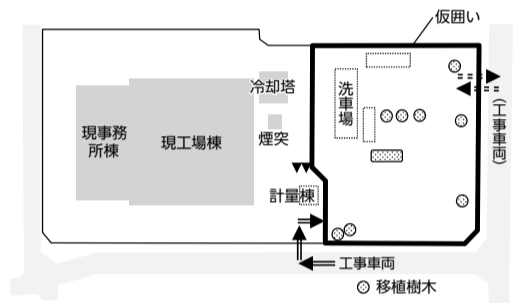 仮囲い
冷却塔
洗車場
(工事車両)
現事務
所棟
現工場棟
煙突
計量棟
工事車両
移植樹木